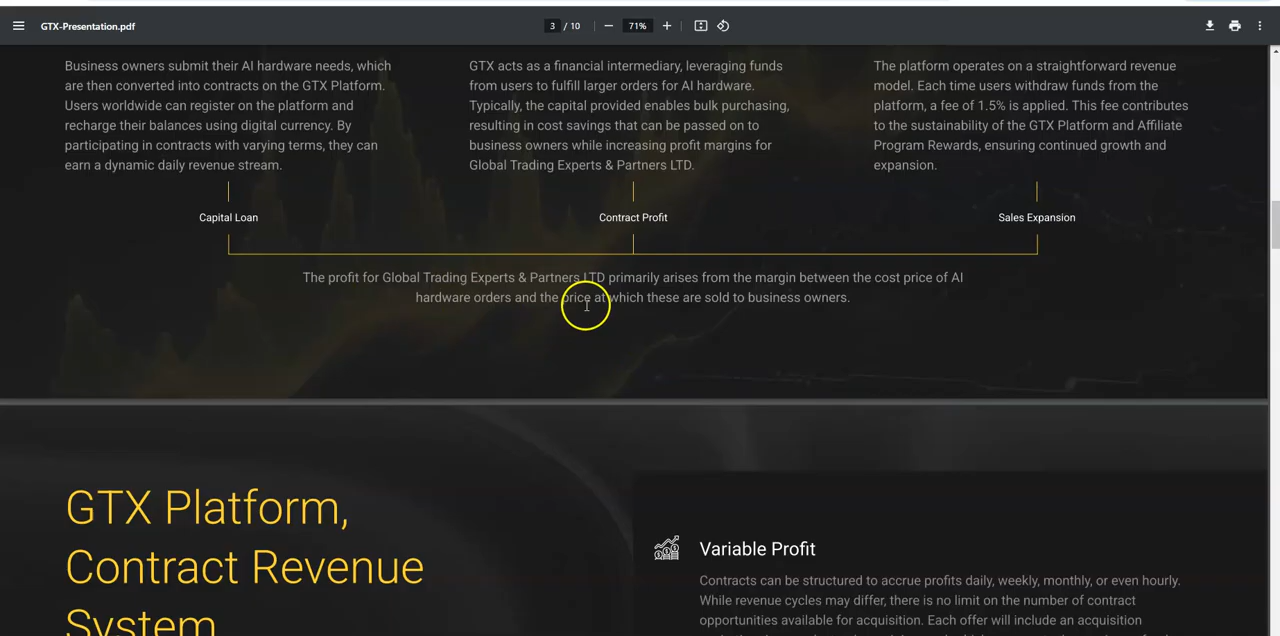 GTX-Presentation.pdf
3 / 10
71%
Business owners submit their AI hardware needs, which
are then converted into contracts on the GTX Platform.
Users worldwide can register on the platform and
recharge their balances using digital currency. By
participating in contracts with varying terms, they can
earn a dynamic daily revenue stream.
GTX acts as a financial intermediary, leveraging funds
from users to fulfill larger orders for AI hardware.
Typically, the capital provided enables bulk purchasing,
resulting in cost savings that can be passed on to
business owners while increasing profit margins for
Global Trading Experts & Partners LTD.
The platform operates on a straightforward revenue
model. Each time users withdraw funds from the
platform, a fee of 1.5% is applied. This fee contributes
to the sustainability of the GTX Platform and Affiliate
Program Rewards, ensuring continued growth and
expansion.
Capital Loan
Contract Profit
Sales Expansion
The profit for Global Trading Experts & Partners LTD primarily arises from the margin between the cost price of AI
hardware orders and the price at which these are sold to business owners.
GTX Platform,
Contract Revenue
System
Variable Profit
Contracts can be structured to accrue profits daily, weekly, monthly, or even hourly.
While revenue cycles may differ, there is no limit on the number of contract
opportunities available for acquisition. Each offer will include an acquisition